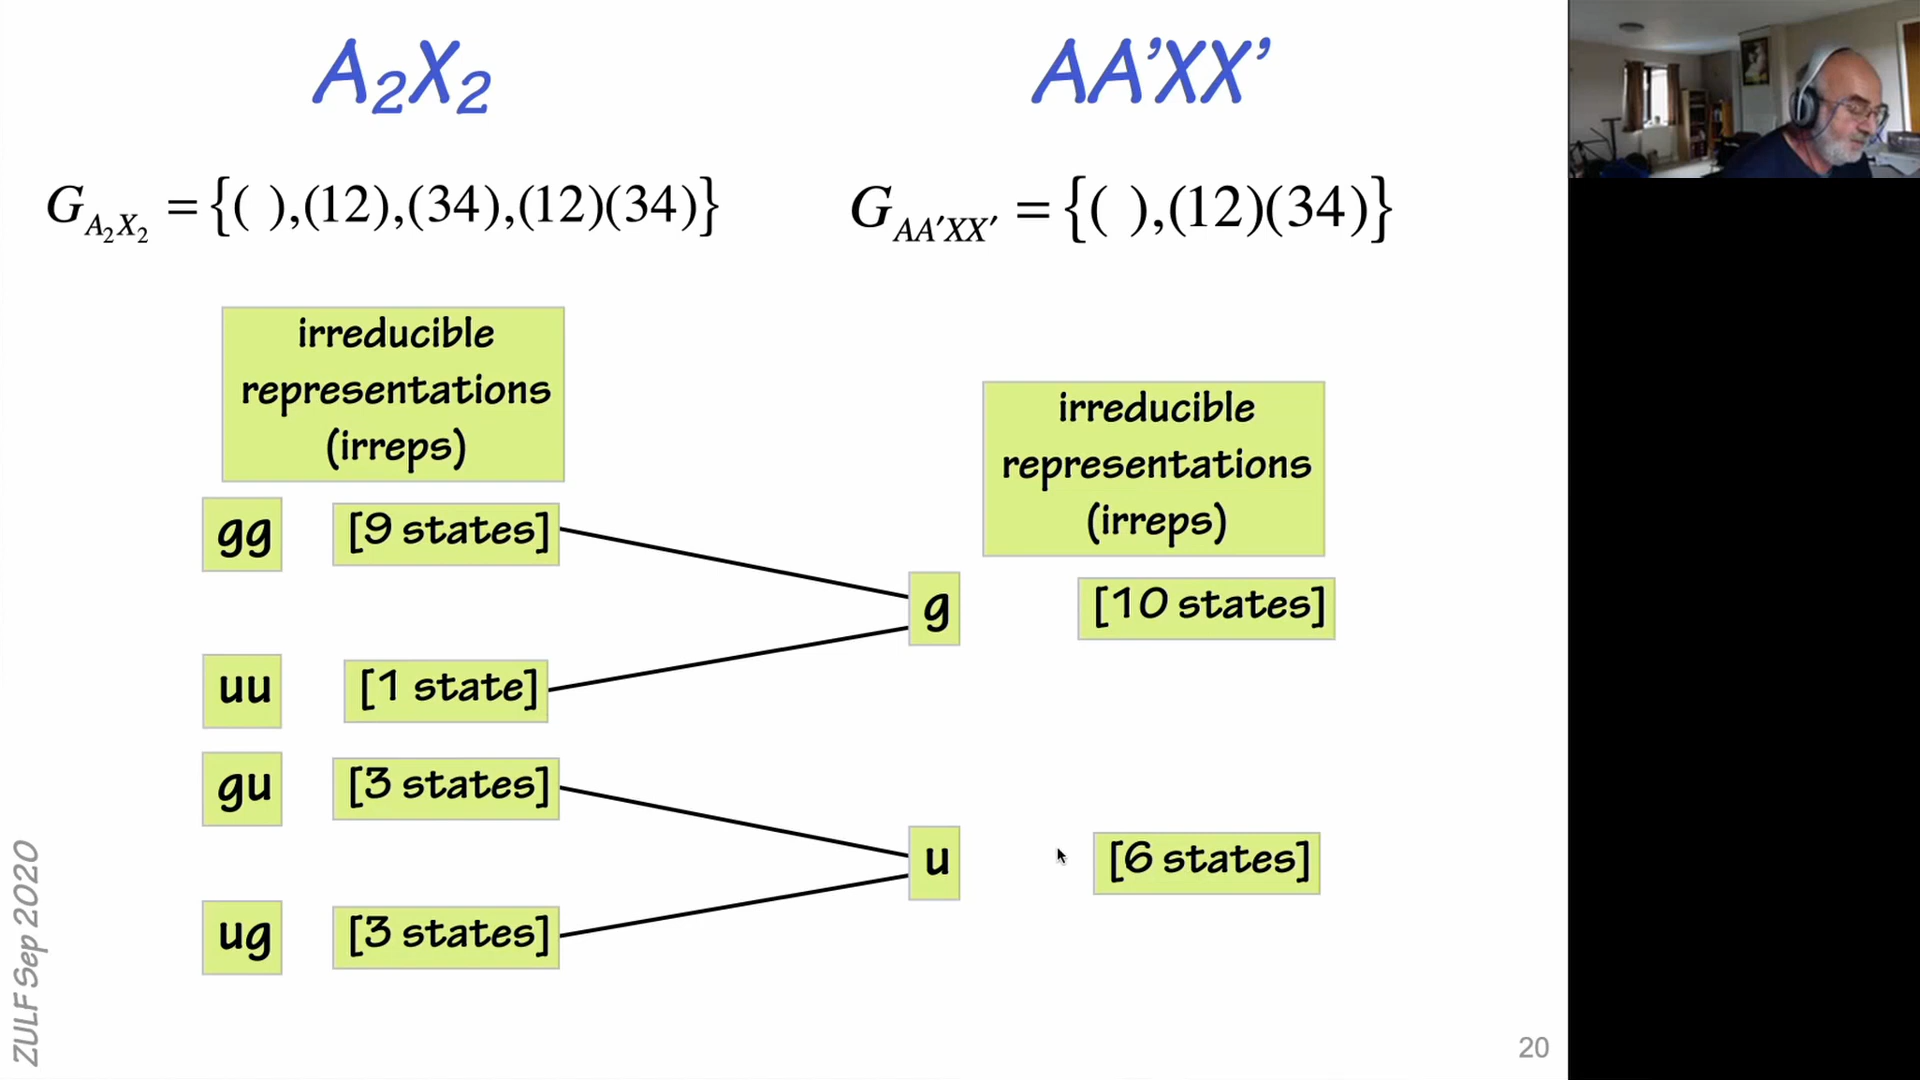 A₂X₂
AA’XX’
G_{A₂X₂} = {( ),(12),(34),(12)(34)}
G_{AA′XX′} = {( ),(12)(34)}
irreducible
representations
(irreps)
irreducible
representations
(irreps)
gg [9 states]
g [10 states]
uu [1 state]
gu [3 states]
u [6 states]
ug [3 states]
ZULF Sep 2020
20